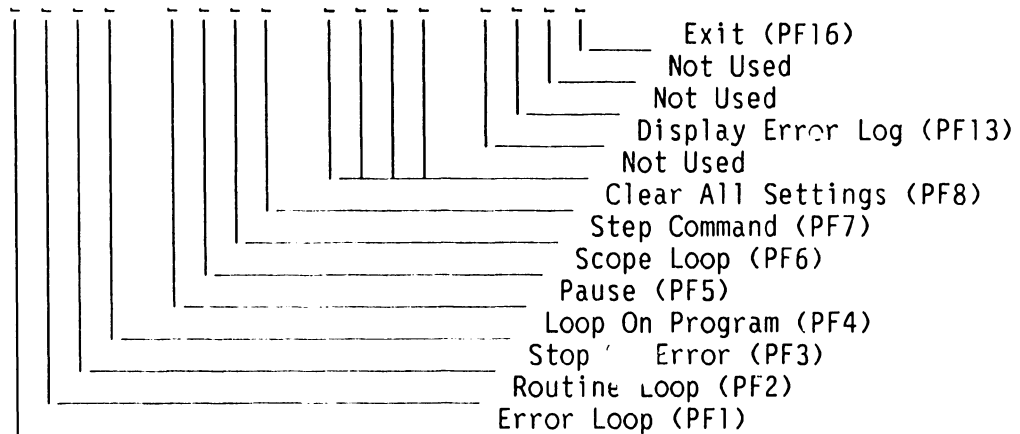 Exit (PF16)
Not Used
Not Used
Display Error Log (PF13)
Not Used
Clear All Settings (PF8)
Step Command (PF7)
Scope Loop (PF6)
Pause (PF5)
Loop On Program (PF4)
Stop Error (PF3)
Routine Loop (PF2)
Error Loop (PF1)